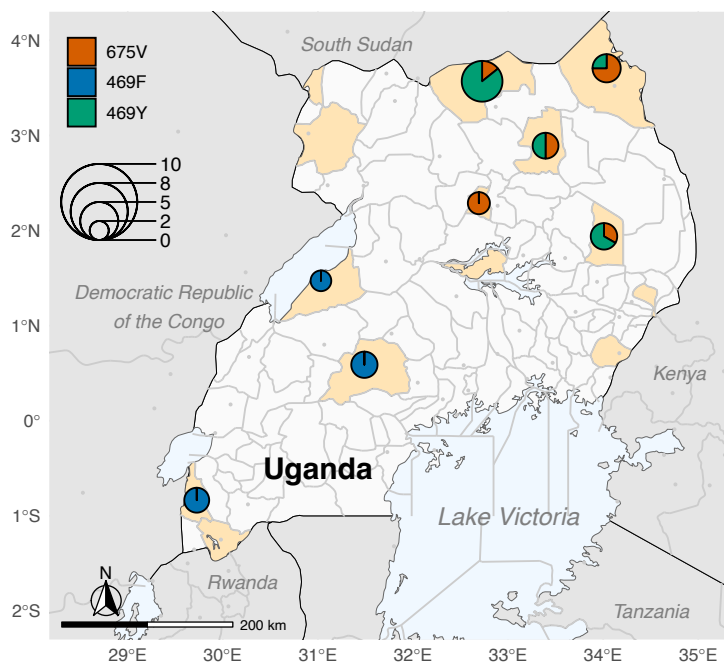 4°N
3°N
2°N
1°N
0°
1°S
2°S
675V
469F
469Y
10
8
5
2
0
South Sudan
Democratic Republic
of the Congo
Kenya
Uganda
Lake Victoria
Rwanda
Tanzania
N
200 km
29°E
30°E
31°E
32°E
33°E
34°E
35°E